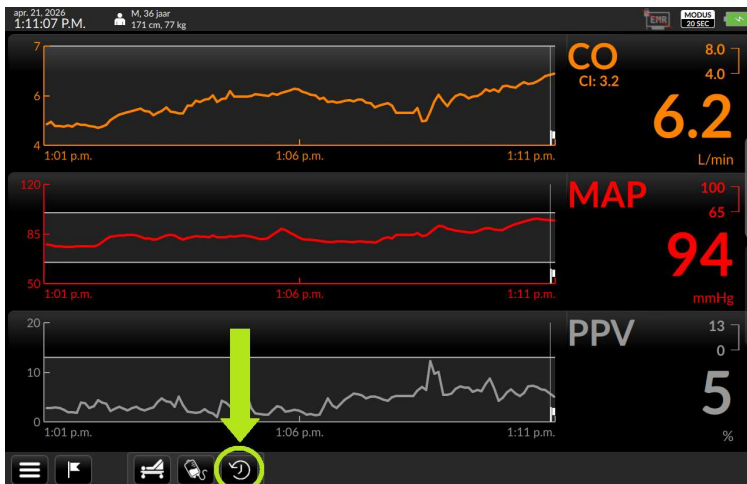 apr. 21, 2026
1:11:07 P.M.
M, 36 jaar
171 cm, 77 kg
EMR
MODUS
20 SEC
7
6
4
1:01 p.m.
1:06 p.m.
1:11 p.m.
CO
CI: 3.2
8.0
4.0
6.2
L/min
120
85
50
1:01 p.m.
1:06 p.m.
1:11 p.m.
MAP
100
65
94
mmHg
20
10
0
1:01 p.m.
1:06 p.m.
1:11 p.m.
PPV
13
0
5
%